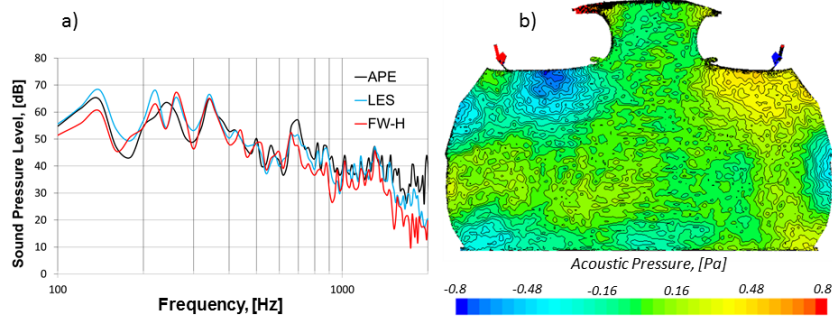 a)
80
70
60
50
40
30
20
10
0
100
1000
Sound Pressure Level, [dB]
Frequency, [Hz]
APE
LES
FW-H
b)
Acoustic Pressure, [Pa]
-0.8 -0.48 -0.16 0.16 0.48 0.8